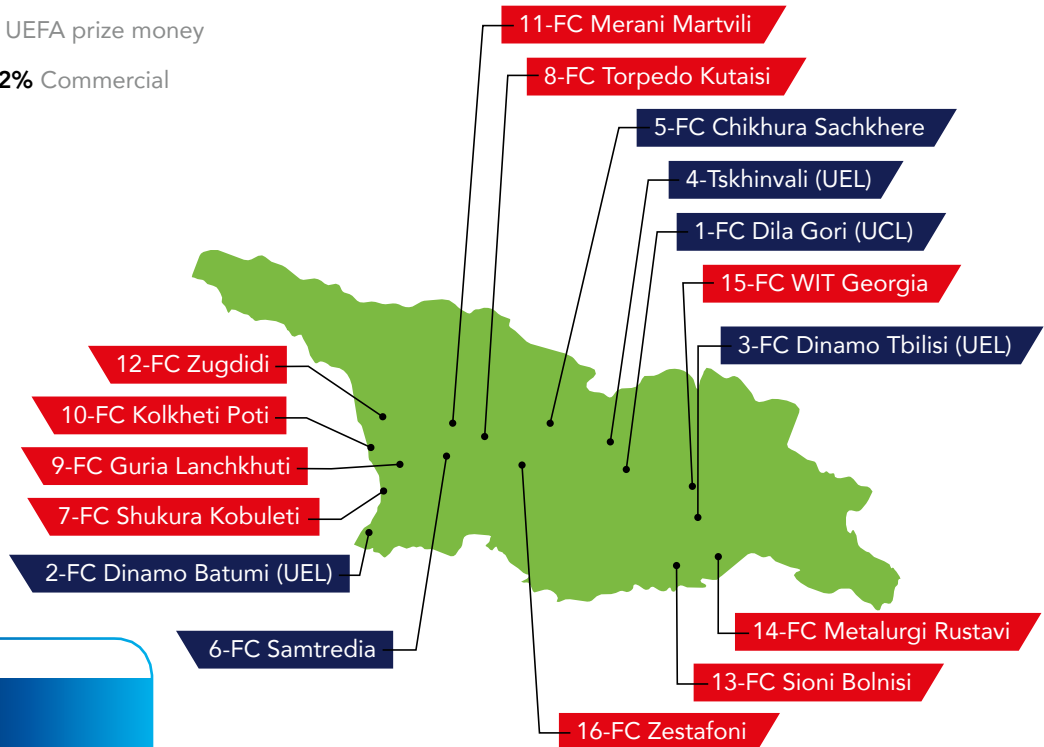 UEFA prize money
2% Commercial
11-FC Merani Martvili
8-FC Torpedo Kutaisi
5-FC Chikhura Sachkhere
4-Tskhinvali (UEL)
1-FC Dila Gori (UCL)
15-FC WIT Georgia
3-FC Dinamo Tbilisi (UEL)
12-FC Zugdidi
10-FC Kolkheti Poti
9-FC Guria Lanchkhuti
7-FC Shukura Kobuleti
2-FC Dinamo Batumi (UEL)
6-FC Samtredia
14-FC Metalurgi Rustavi
13-FC Sioni Bolnisi
16-FC Zestafoni